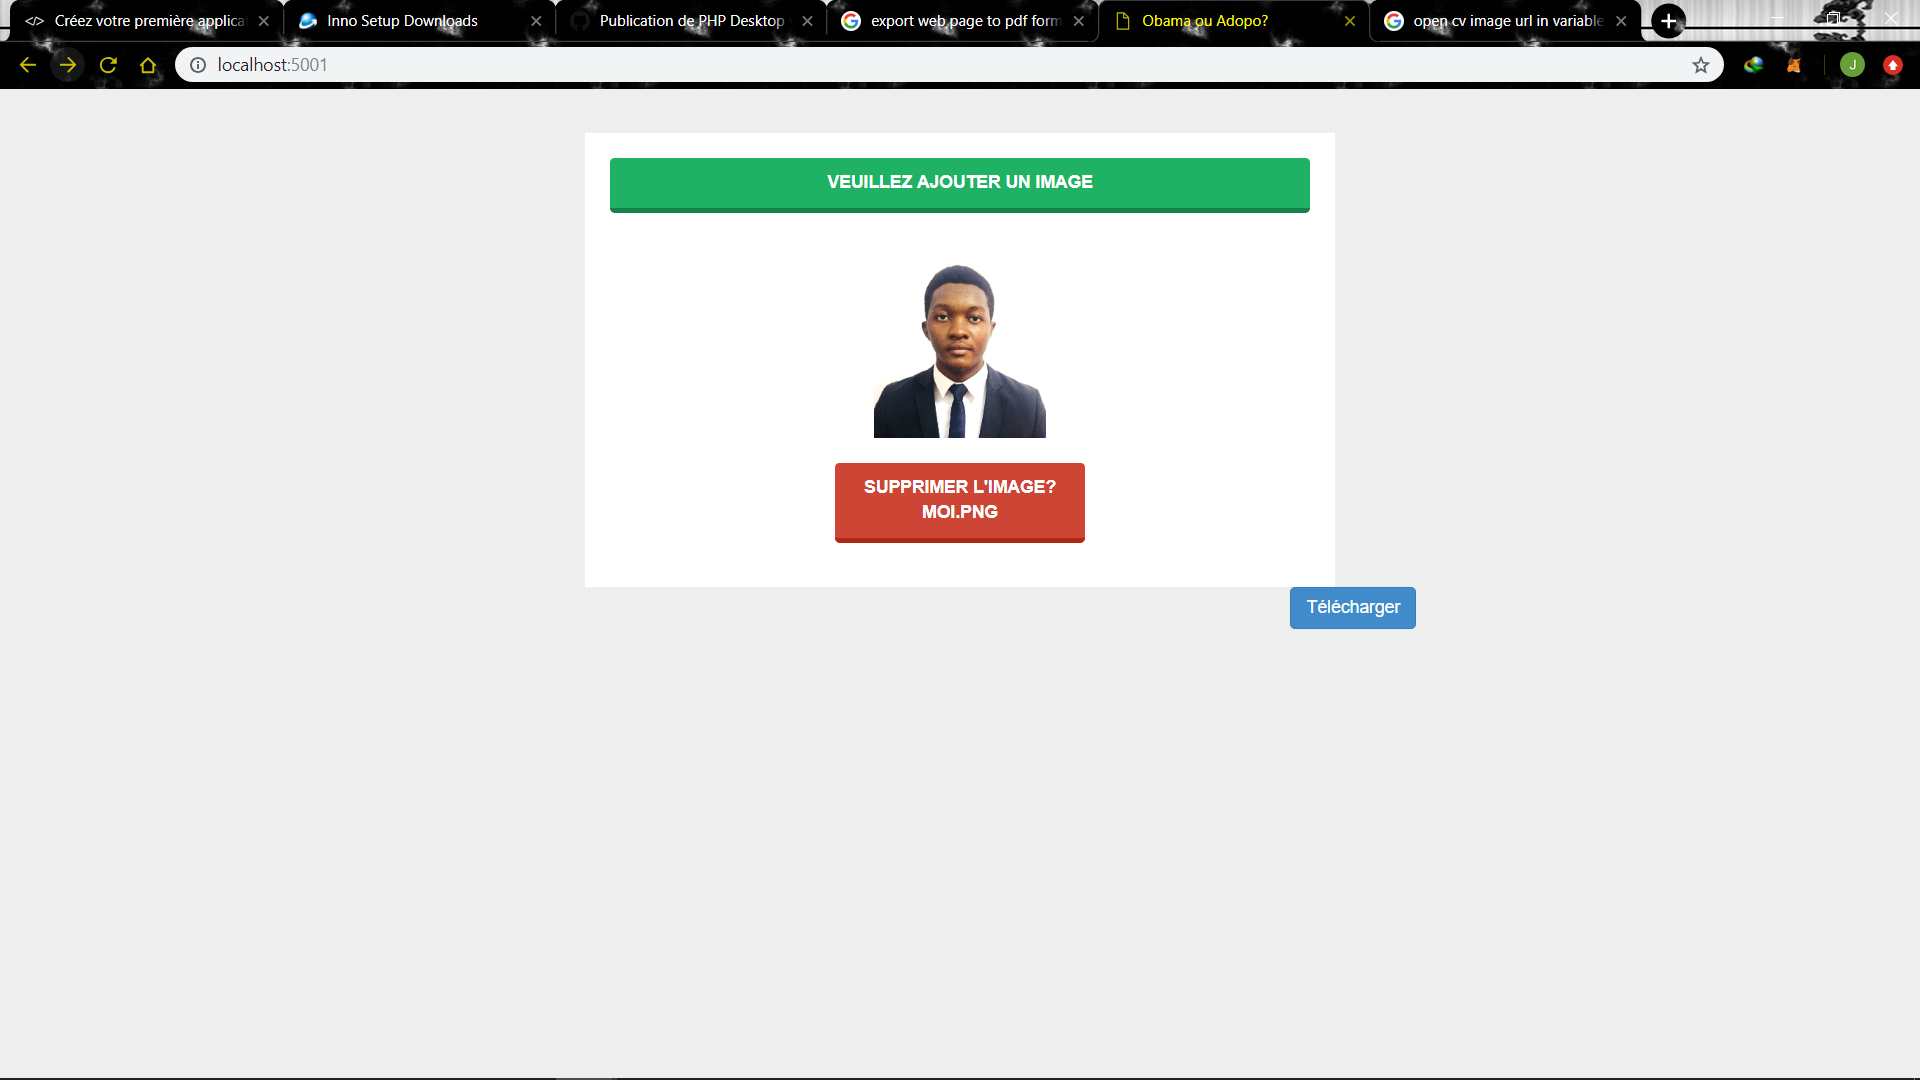 </> Créez votre première applica
Inno Setup Downloads
Publication de PHP Desktop
export web page to pdf form
Obama ou Adopo?
open cv image url in variable
localhost:5001
J
VEUILLEZ AJOUTER UN IMAGE
SUPPRIMER L'IMAGE?
MOI.PNG
Télécharger